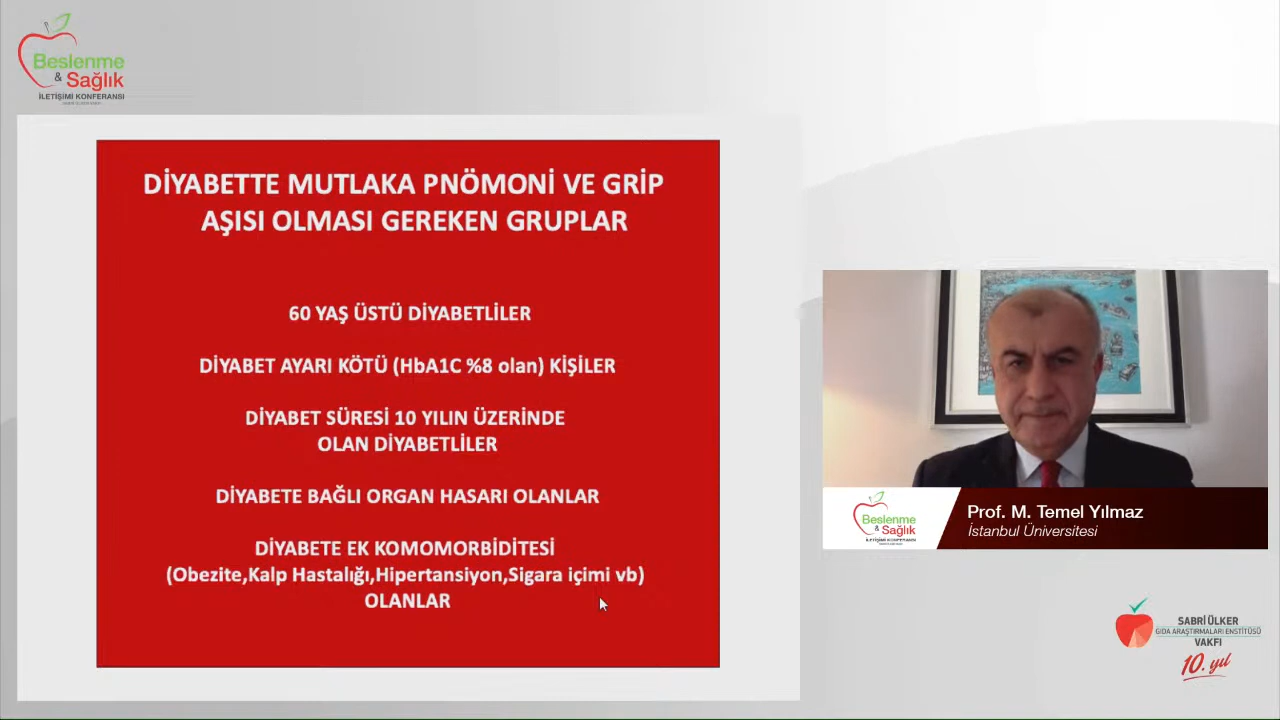 Beslenme
& Sağlık
İLETİŞİMİ KONFERANSI
DİYABETTE MUTLAKA PNÖMONİ VE GRİP
AŞISI OLMASI GEREKEN GRUPLAR
60 YAŞ ÜSTÜ DİYABETLİLER
DİYABET AYARI KÖTÜ (HbA1C %8 olan) KİŞİLER
DİYABET SÜRESİ 10 YILIN ÜZERİNDE
OLAN DİYABETLİLER
DİYABETE BAĞLI ORGAN HASARI OLANLAR
DİYABETE EK KOMOMORBİDİTESİ
(Obezite,Kalp Hastalığı,Hipertansiyon,Sigara içimi vb)
OLANLAR
Beslenme
& Sağlık
İLETİŞİMİ KONFERANSI
Prof. M. Temel Yılmaz
İstanbul Üniversitesi
SABRİ ÜLKER
GIDA ARAŞTIRMALARI ENSTİTÜSÜ
VAKFI
10. yıl